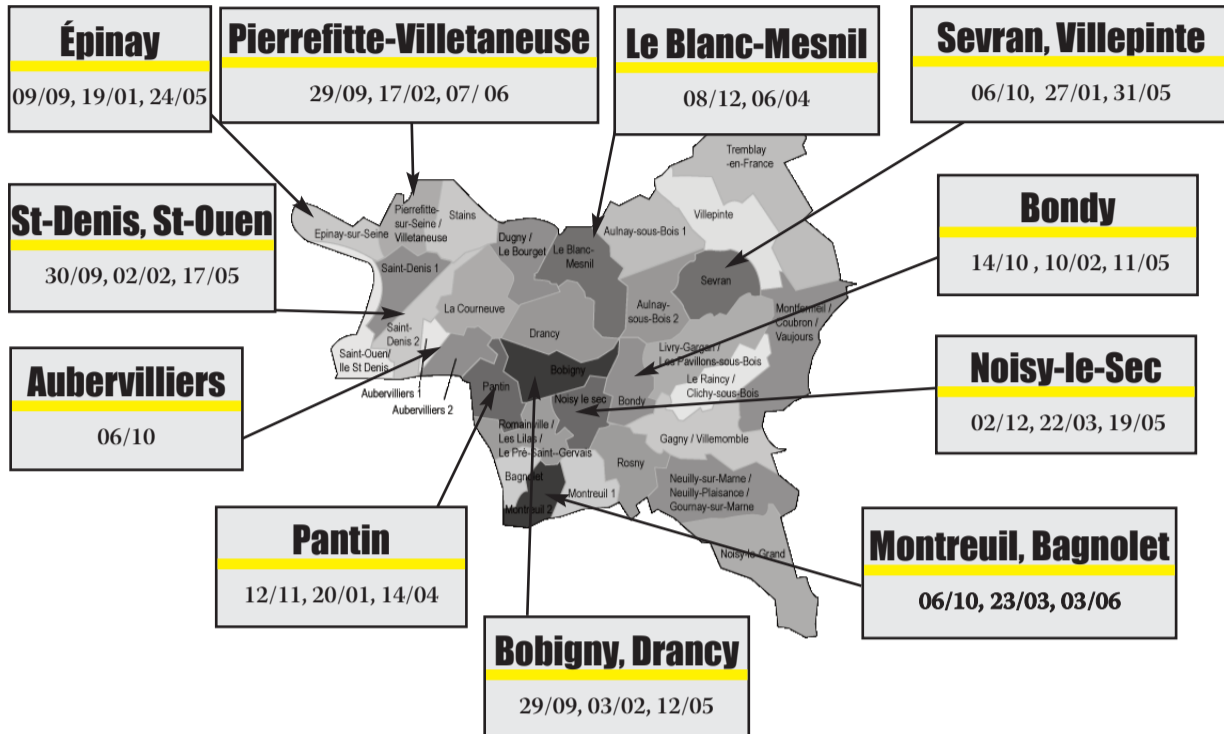 Épinay
09/09, 19/01, 24/05
Pierrefitte-Villetaneuse
29/09, 17/02, 07/ 06
Le Blanc-Mesnil
08/12, 06/04
Sevran, Villepinte
06/10, 27/01, 31/05
St-Denis, St-Ouen
30/09, 02/02, 17/05
Bondy
14/10 , 10/02, 11/05
Aubervilliers
06/10
Noisy-le-Sec
02/12, 22/03, 19/05
Pantin
12/11, 20/01, 14/04
Montreuil, Bagnolet
06/10, 23/03, 03/06
Bobigny, Drancy
29/09, 03/02, 12/05
Tremblay
-en-France
Villepinte
Epinay-sur-Seine
Pierrefitte-
sur-Seine /
Villetaneuse
Stains
Dugny /
Le Bourget
Le Blanc-
Mesnil
Aulnay-sous-Bois 1
Saint-Denis 1
Sevran
La Courneuve
Aulnay-
sous-Bois 2
Montfermeil /
Coubron /
Vaujours
Saint-
Denis 2
Drancy
Saint-Ouen/
Ile St Denis
Livry-Gargan /
Les Pavillons-sous-Bois
Bobigny
Le Raincy /
Clichy-sous-Bois
Aubervilliers 1
Aubervilliers 2
Pantin
Noisy le sec
Bondy
Romainville /
Les Lilas /
Le Pré-Saint--Gervais
Gagny / Villemomble
Rosny
Bagnolet
Montreuil 1
Montreuil 2
Neuilly-sur-Marne /
Neuilly-Plaisance /
Gournay-sur-Marne
Noisy-le-Grand